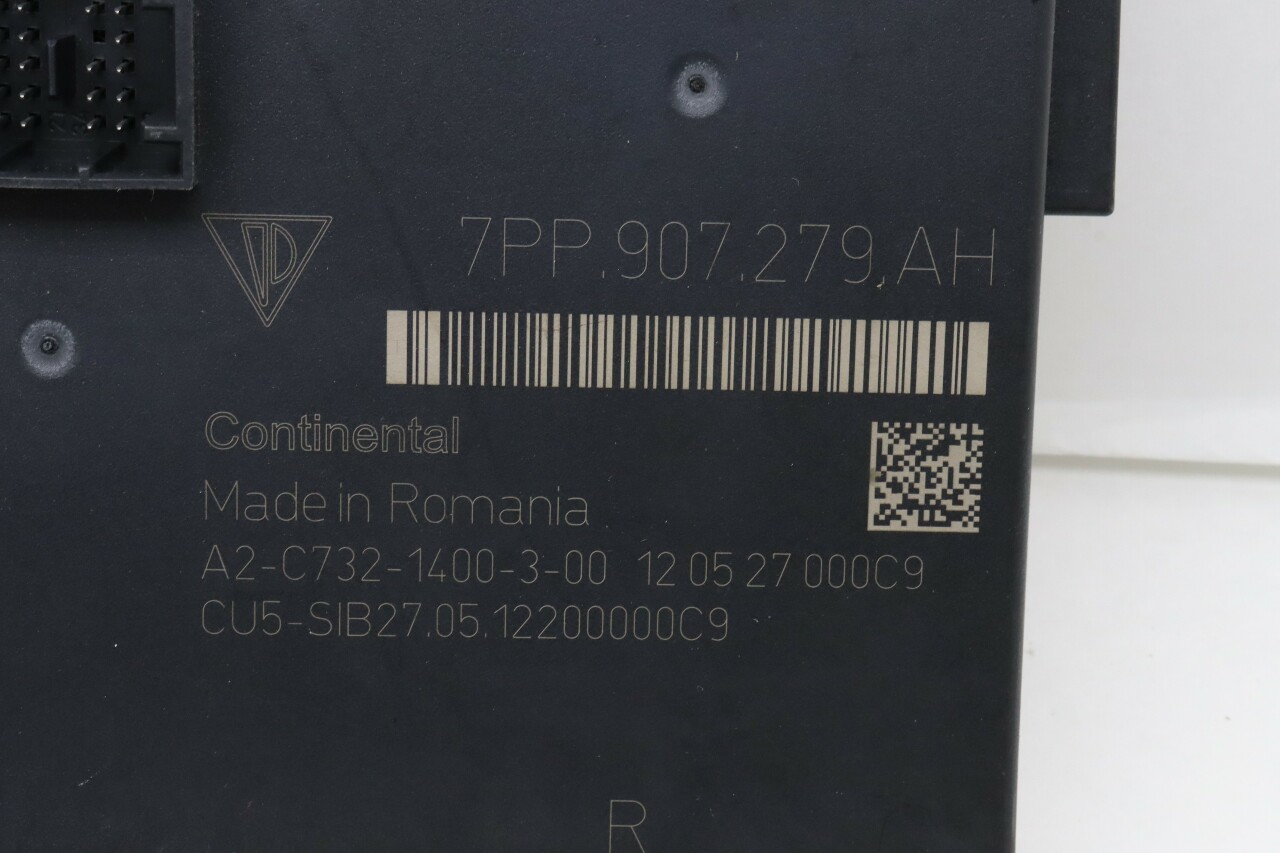 7PP.907.279.AH
Continental
Made in Romania
A2-C732-1400-3-00 12 05 27 000C9
CU5-SIB27.05.12200000C9
R